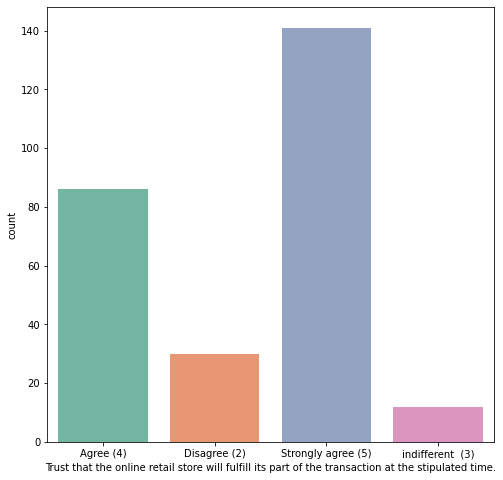 140
120
100
80
60
40
20
0
count
Agree (4) Disagree (2) Strongly agree (5) indifferent  (3)
Trust that the online retail store will fulfill its part of the transaction at the stipulated time.